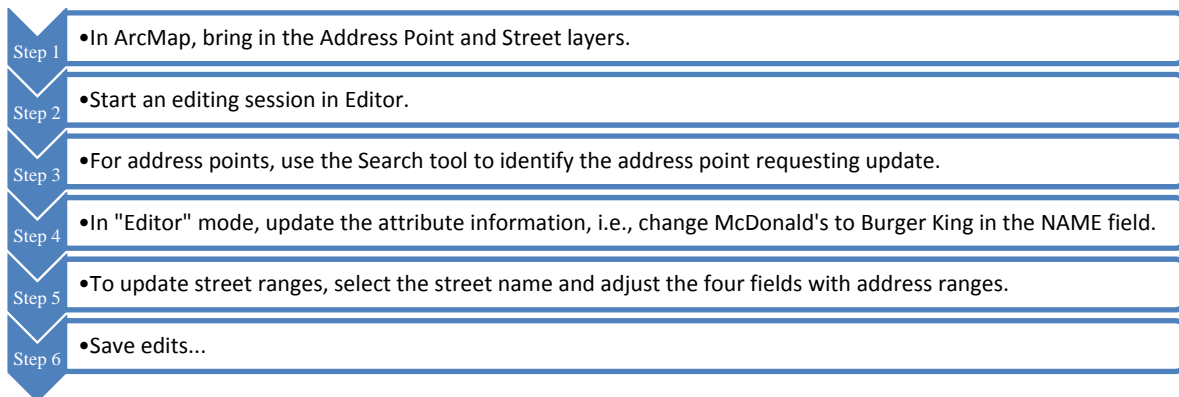 Step 1
•In ArcMap, bring in the Address Point and Street layers.
Step 2
•Start an editing session in Editor.
Step 3
•For address points, use the Search tool to identify the address point requesting update.
Step 4
•In "Editor" mode, update the attribute information, i.e., change McDonald's to Burger King in the NAME field.
Step 5
•To update street ranges, select the street name and adjust the four fields with address ranges.
Step 6
•Save edits...